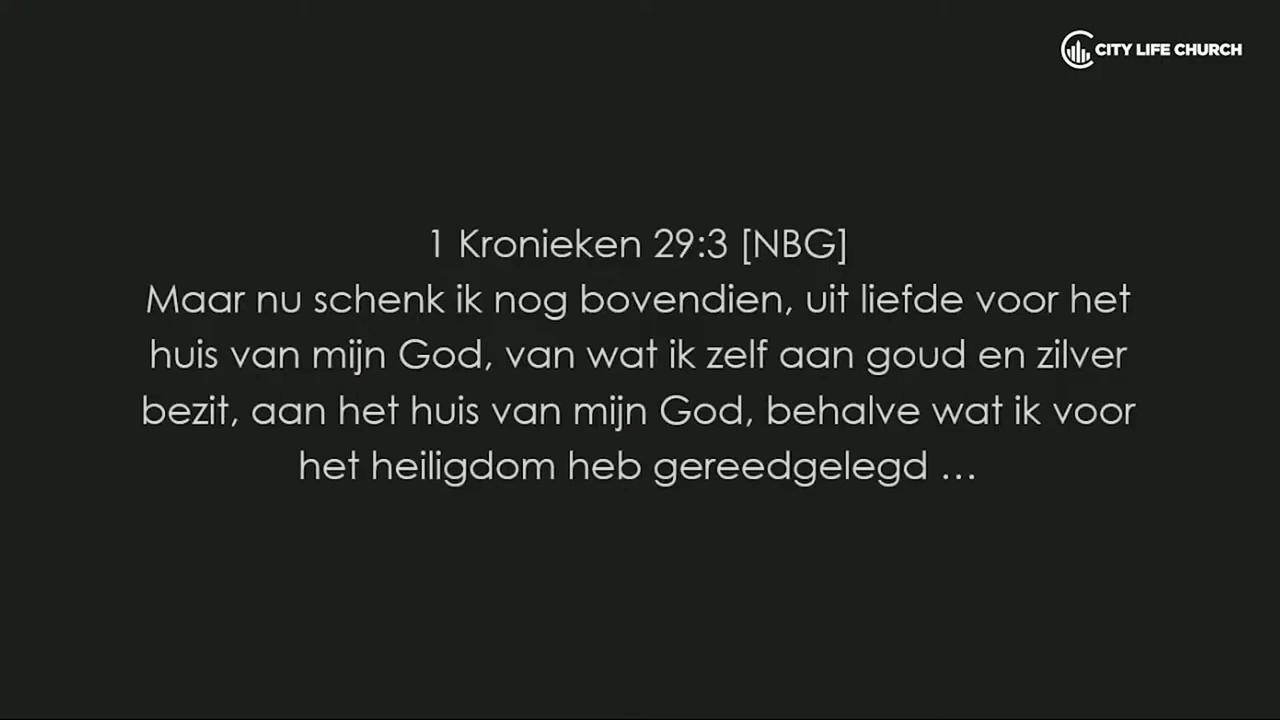 CITY LIFE CHURCH
1 Kronieken 29:3 [NBG]
Maar nu schenk ik nog bovendien, uit liefde voor het
huis van mijn God, van wat ik zelf aan goud en zilver
bezit, aan het huis van mijn God, behalve wat ik voor
het heiligdom heb gereedgelegd …